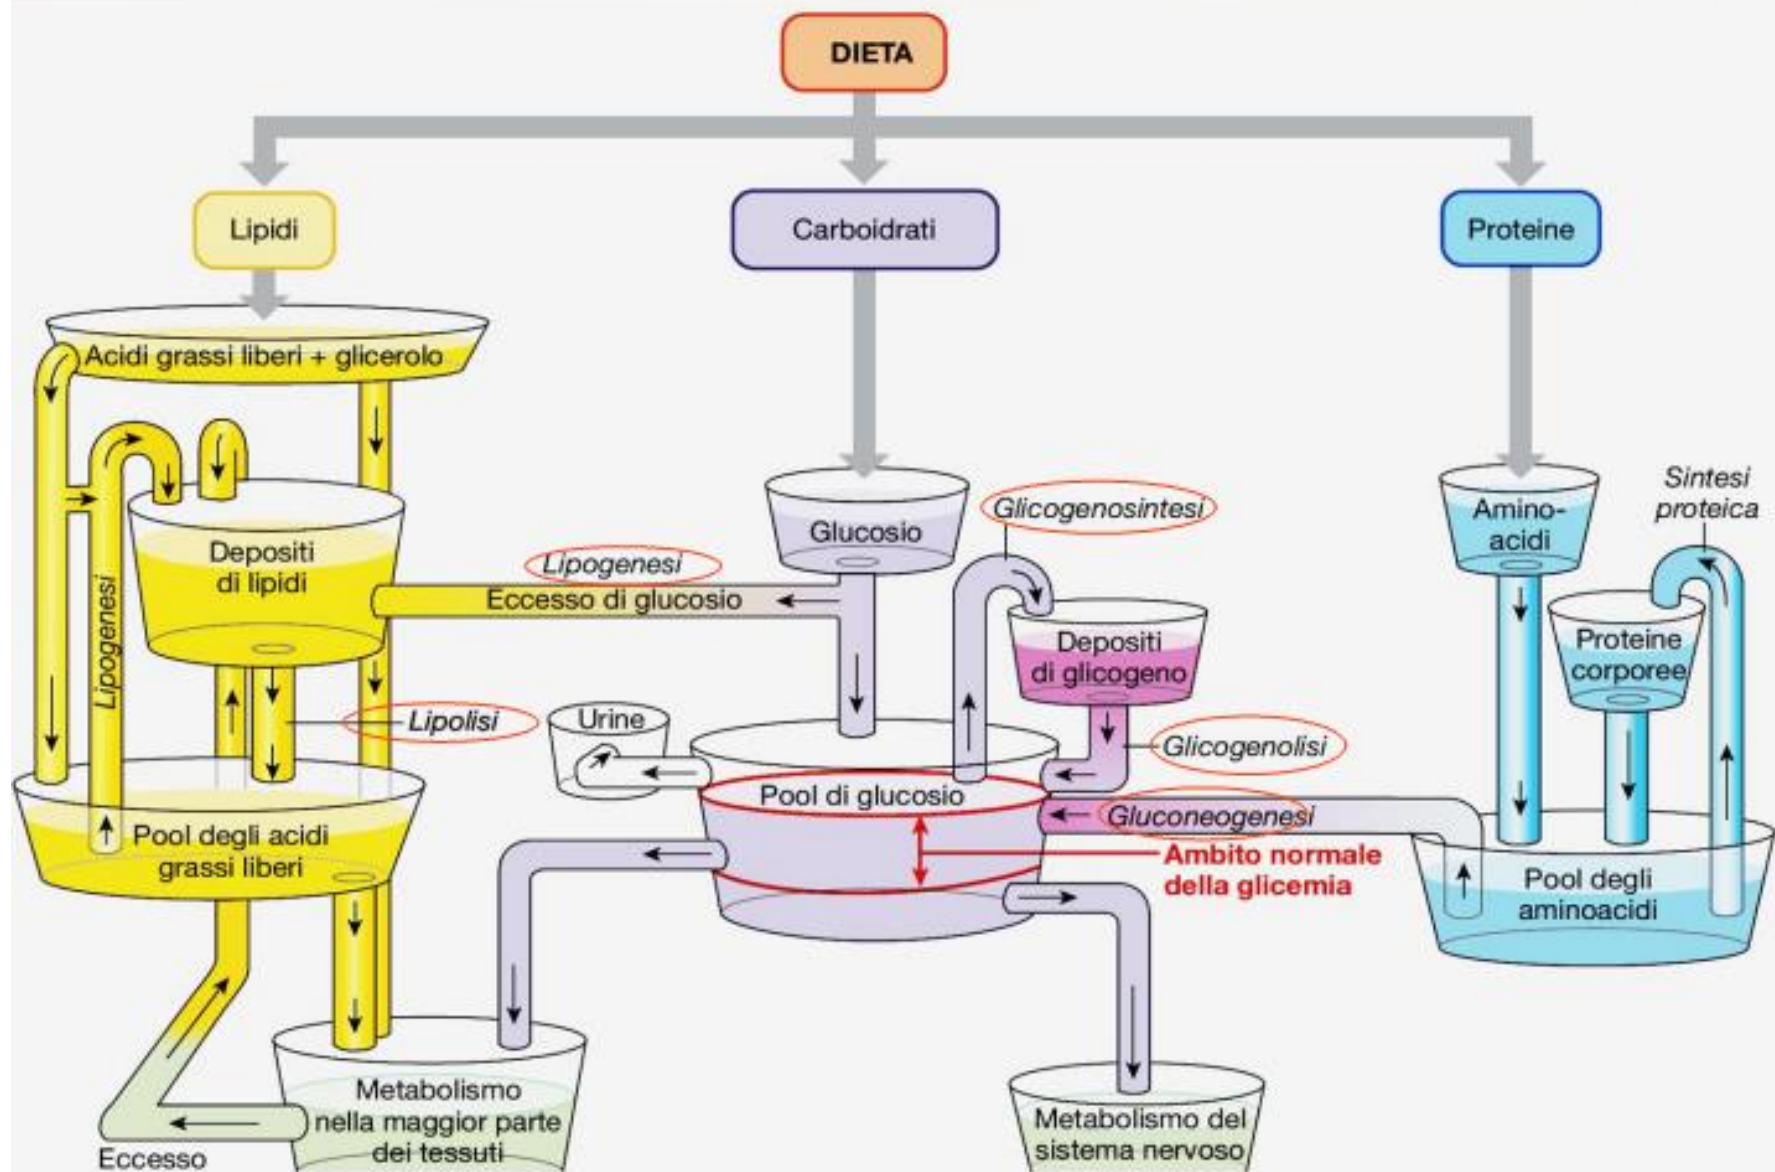 DIETA
Lipidi
Carboidrati
Proteine
Acidi grassi liberi + glicerolo
Depositi
di lipidi
Lipogenesi
Lipogenesi
Eccesso di glucosio
Lipolisi
Pool degli acidi
grassi liberi
Glucosio
Glicogenosintesi
Depositi
di glicogeno
Glicogenolisi
Urine
Pool di glucosio
Gluconeogenesi
Ambito normale
della glicemia
Amino-
acidi
Sintesi
proteica
Proteine
corporee
Pool degli
aminoacidi
Metabolismo
nella maggior parte
dei tessuti
Eccesso
Metabolismo del
sistema nervoso